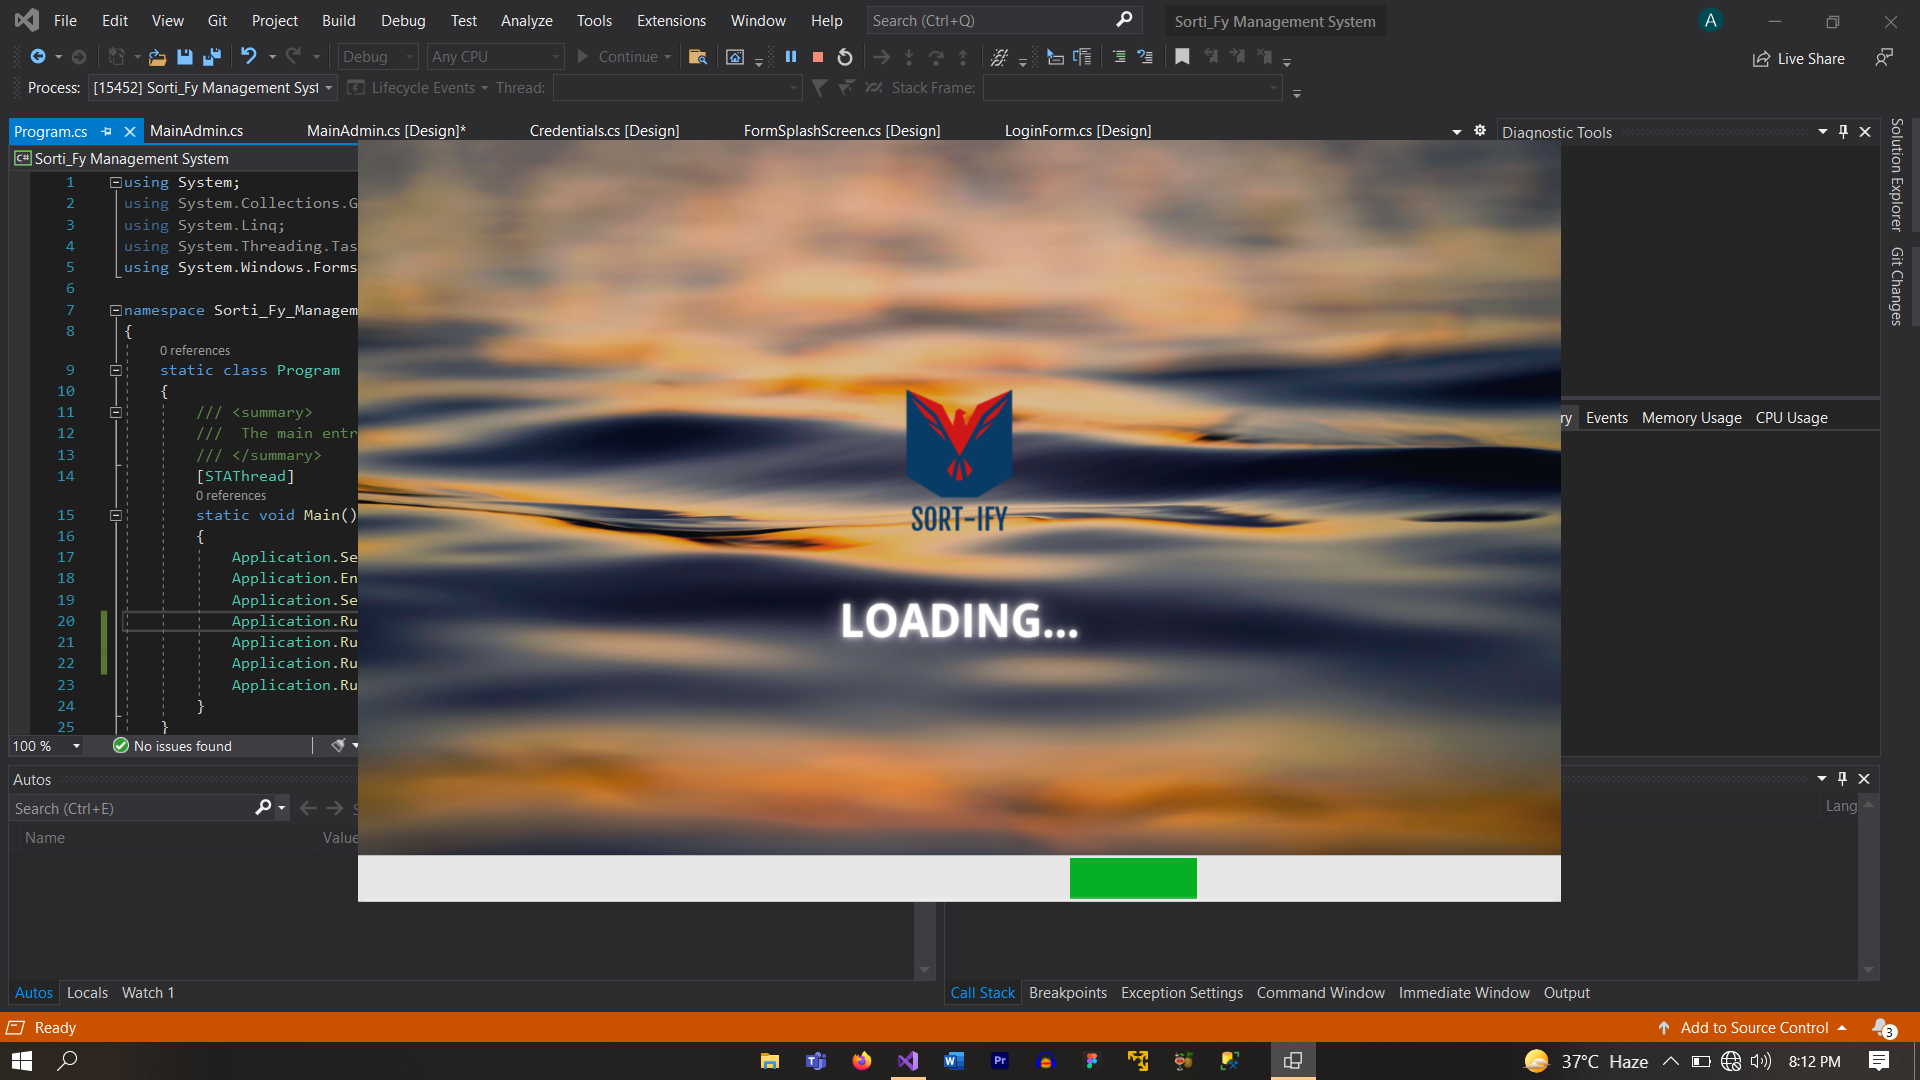 File Edit View Git Project Build Debug Test Analyze Tools Extensions Window Help Search (Ctrl+Q) Sorti_Fy Management System A
Debug Any CPU Continue Live Share
Process: [15452] Sorti_Fy Management Syst Lifecycle Events Thread: Stack Frame:
Program.cs MainAdmin.cs MainAdmin.cs [Design]* Credentials.cs [Design] FormSplashScreen.cs [Design] LoginForm.cs [Design] Diagnostic Tools
C# Sorti_Fy Management System
Solution Explorer
Git Changes
1 using System;
2 using System.Collections.G
3 using System.Linq;
4 using System.Threading.Tas
5 using System.Windows.Forms
6
7 namespace Sorti_Fy_Managem
8 {
0 references
9 static class Program
10 {
11 /// <summary>
12 /// The main entr
13 /// </summary>
14 [STAThread]
0 references
15 static void Main()
16 {
17 Application.Se
18 Application.En
19 Application.Se
20 Application.Ru
21 Application.Ru
22 Application.Ru
23 Application.Ru
24 }
25 }
SORT-IFY
LOADING...
ry Events Memory Usage CPU Usage
100 % No issues found
Autos
Search (Ctrl+E)
Name Value
Lang
Autos Locals Watch 1
Call Stack Breakpoints Exception Settings Command Window Immediate Window Output
Ready Add to Source Control 3
37°C Haze 8:12 PM